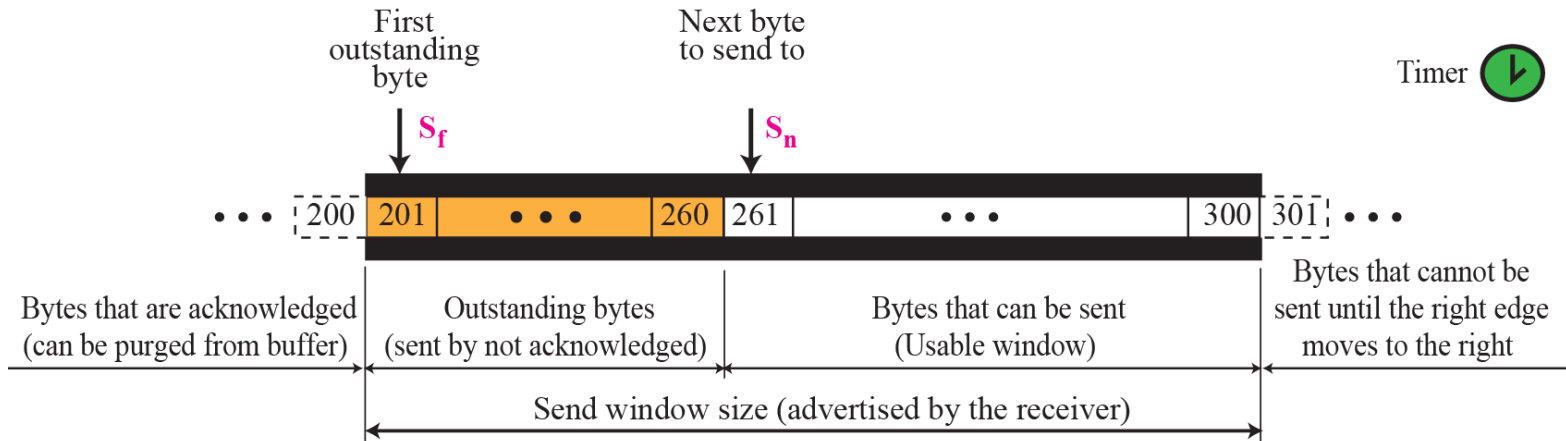 First
outstanding
byte
Next byte
to send to
Timer
Sf
Sn
• • • 200 201 • • • 260 261 • • • 300 301 • • •
Bytes that are acknowledged
(can be purged from buffer)
Outstanding bytes
(sent by not acknowledged)
Bytes that can be sent
(Usable window)
Bytes that cannot be
sent until the right edge
moves to the right
Send window size (advertised by the receiver)